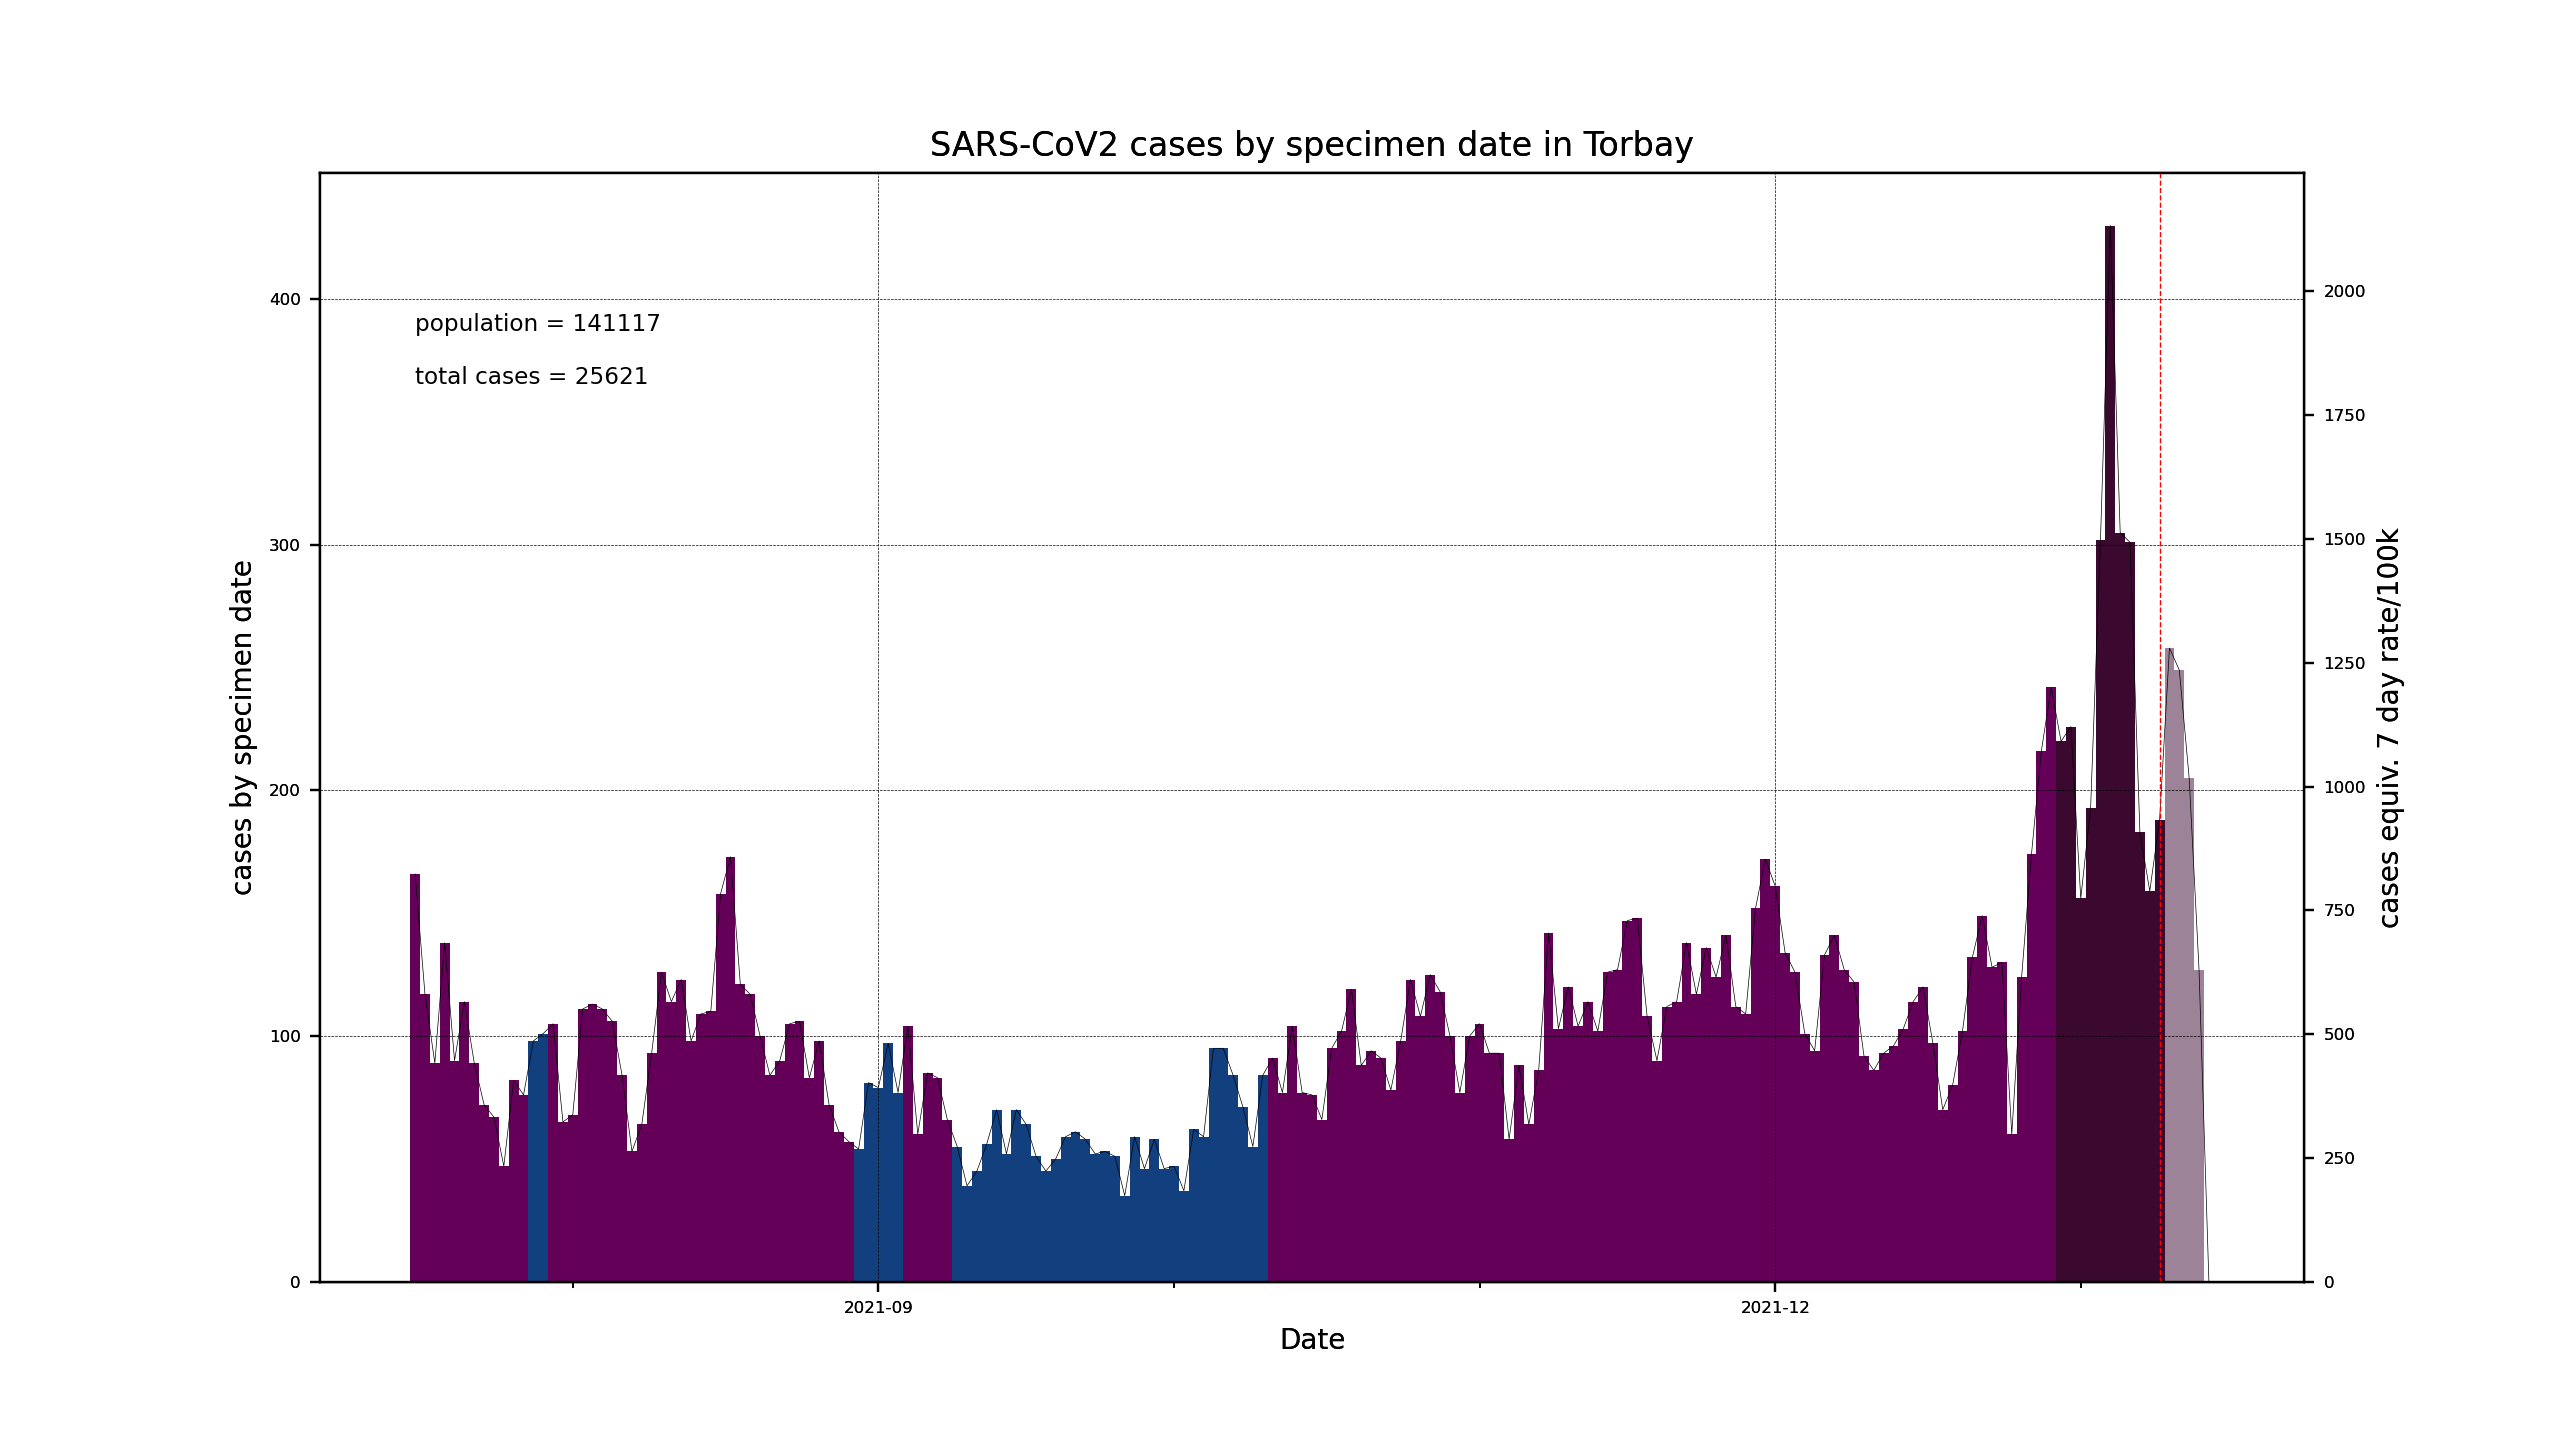 SARS-CoV2 cases by specimen date in Torbay
population = 141117
total cases = 25621
cases by specimen date
400
300
200
100
0
2000
1750
1500
1250
1000
750
500
250
0
cases equiv. 7 day rate/100k
2021-09
2021-12
Date